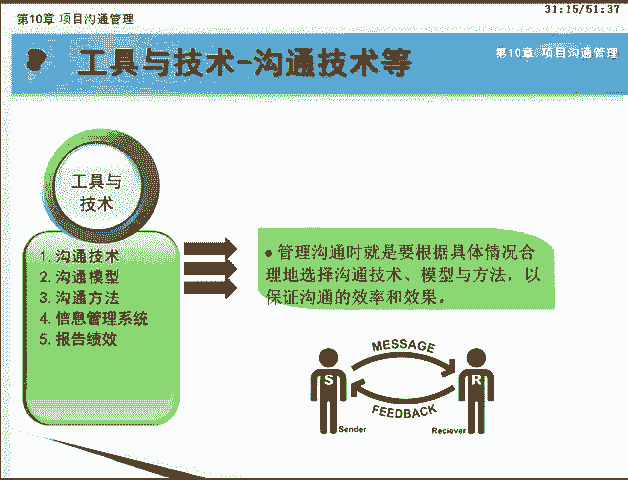 第10章 项目沟通管理
31:15/51:37
工具与技术-沟通技术等
第10章 项目沟通管理
工具与
技术
1. 沟通技术
2. 沟通模型
3. 沟通方法
4. 信息管理系统
5. 报告绩效
● 管理沟通时就是要根据具体情况合
理地选择沟通技术、模型与方法，以
保证沟通的效率和效果。
MESSAGE
S
R
FEEDBACK
Sender
Reciever